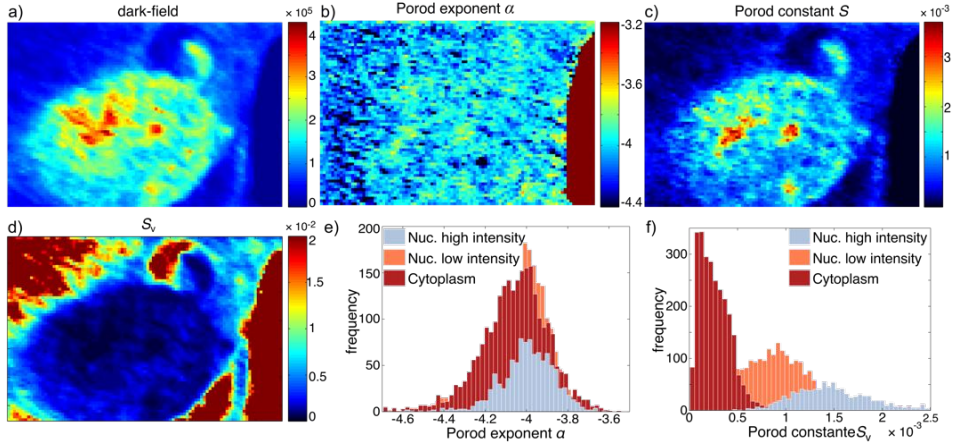 a) dark-field
× 10⁵
4
3
2
1
0
b) Porod exponent α
-3.2
-3.6
-4
-4.4
c) Porod constant S
× 10⁻³
3
2
1
0
d) Sᵥ
× 10⁻²
2
1.5
1
0.5
0
e)
Nuc. high intensity
Nuc. low intensity
Cytoplasm
frequency
200
150
100
50
0
-4.6 -4.4 -4.2 -4 -3.8 -3.6
Porod exponent α
f)
Nuc. high intensity
Nuc. low intensity
Cytoplasm
frequency
300
200
100
0
0 0.5 1 1.5 2 2.5
Porod constante Sᵥ × 10⁻³